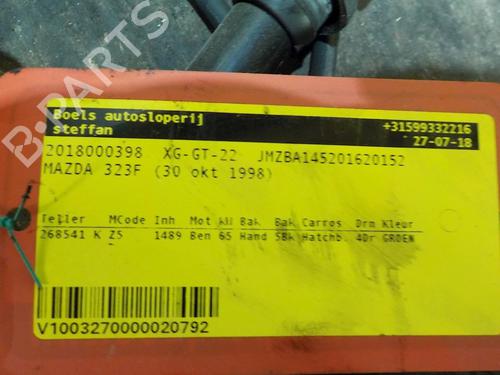 Boels autosloperij
steffan
+31599332216
27-07-18
2018000398 XG-GT-22 JMZBA145201620152
MAZDA 323F (30 okt 1998)
Teller MCode Inh Mot kW Bak Bak Carros Drn Kleur
268541 K Z5 1489 Ben 65 Hand 5Bk Hatchb. 4Dr GROEN
V1003270000020792
B-PARTS